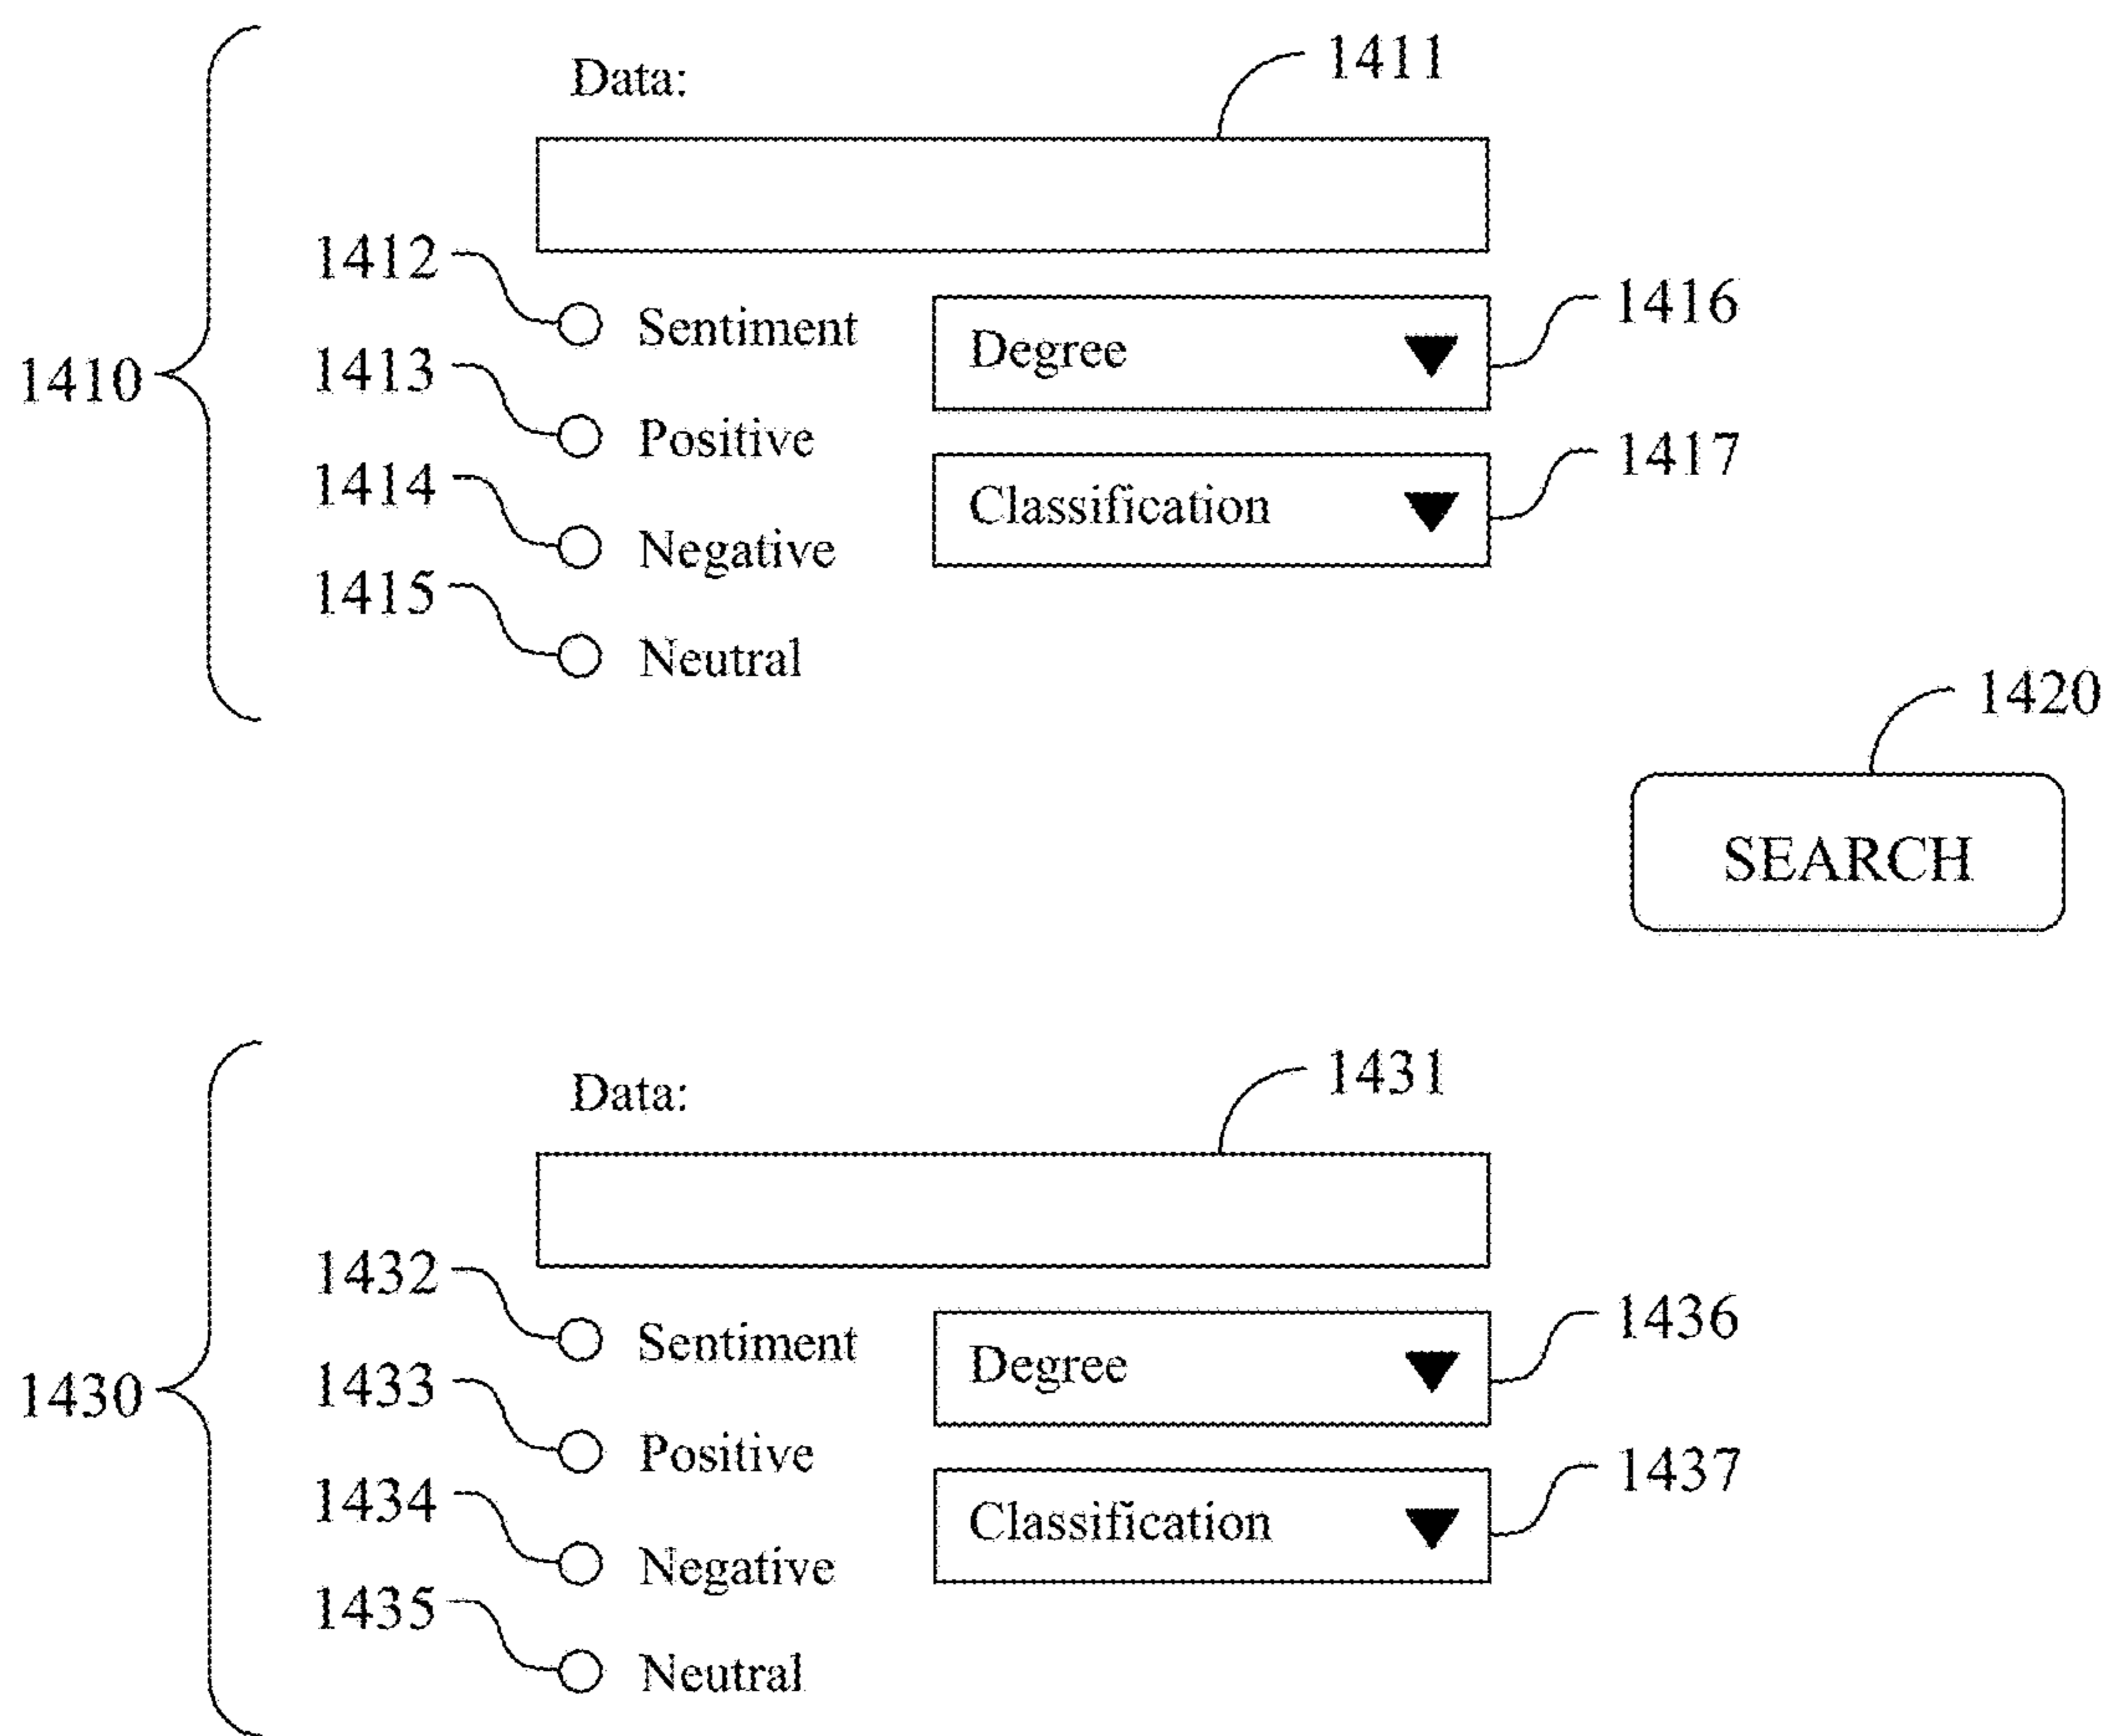 Data:
1411
1412
Sentiment
Degree
1416
1410
1413
Positive
1417
1414
Classification
Negative
1415
Neutral
1420
SEARCH
Data:
1431
1432
Sentiment
Degree
1436
1430
1433
Positive
1437
1434
Classification
Negative
1435
Neutral